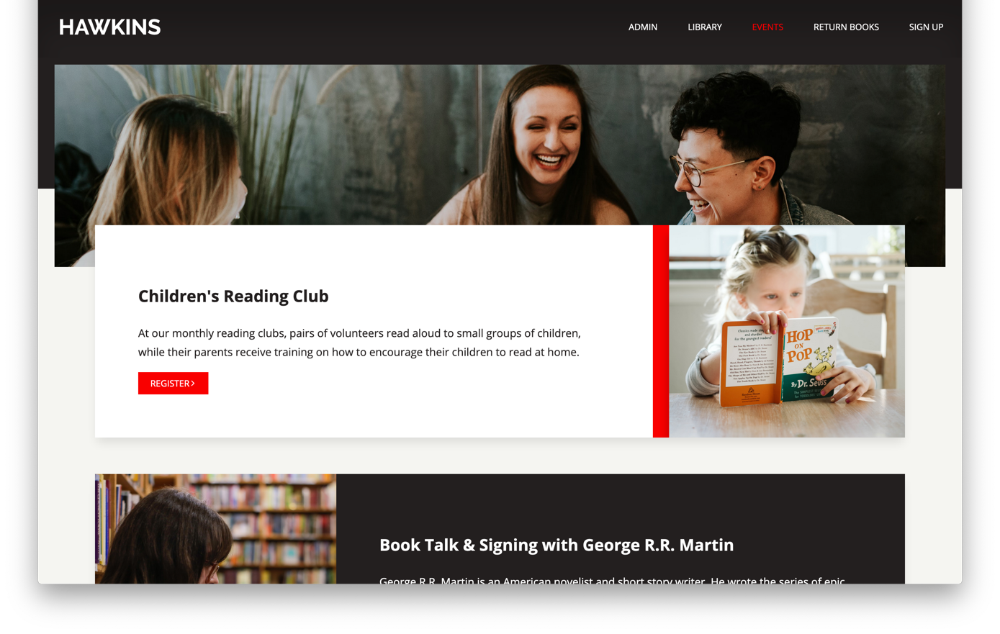 HAWKINS
ADMIN LIBRARY EVENTS RETURN BOOKS SIGN UP
Children's Reading Club
At our monthly reading clubs, pairs of volunteers read aloud to small groups of children,
while their parents receive training on how to encourage their children to read at home.
REGISTER >
HOP
ON
POP
By Dr. Seuss
Book Talk & Signing with George R.R. Martin
George R.R. Martin is an American novelist and short story writer. He wrote the series of epic